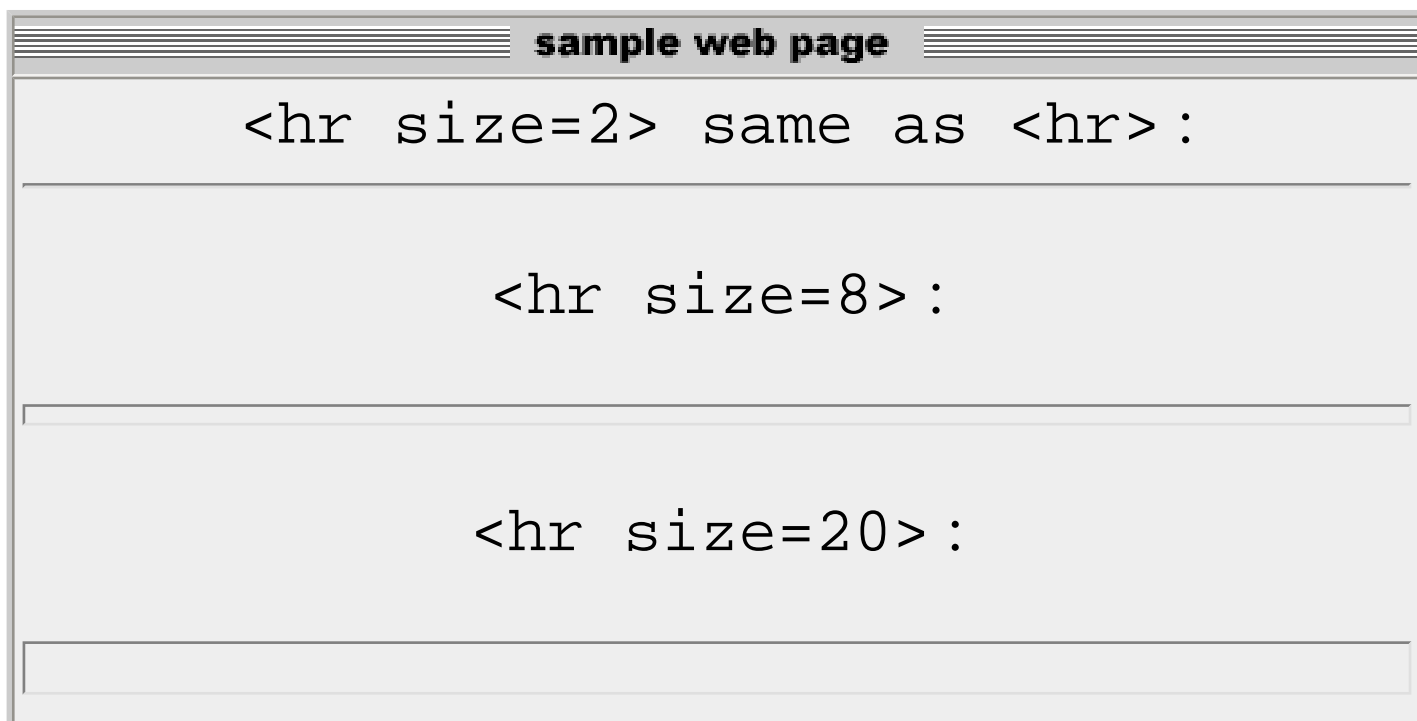 sample web page
<hr size=2> same as <hr>:
<hr size=8>:
<hr size=20>: